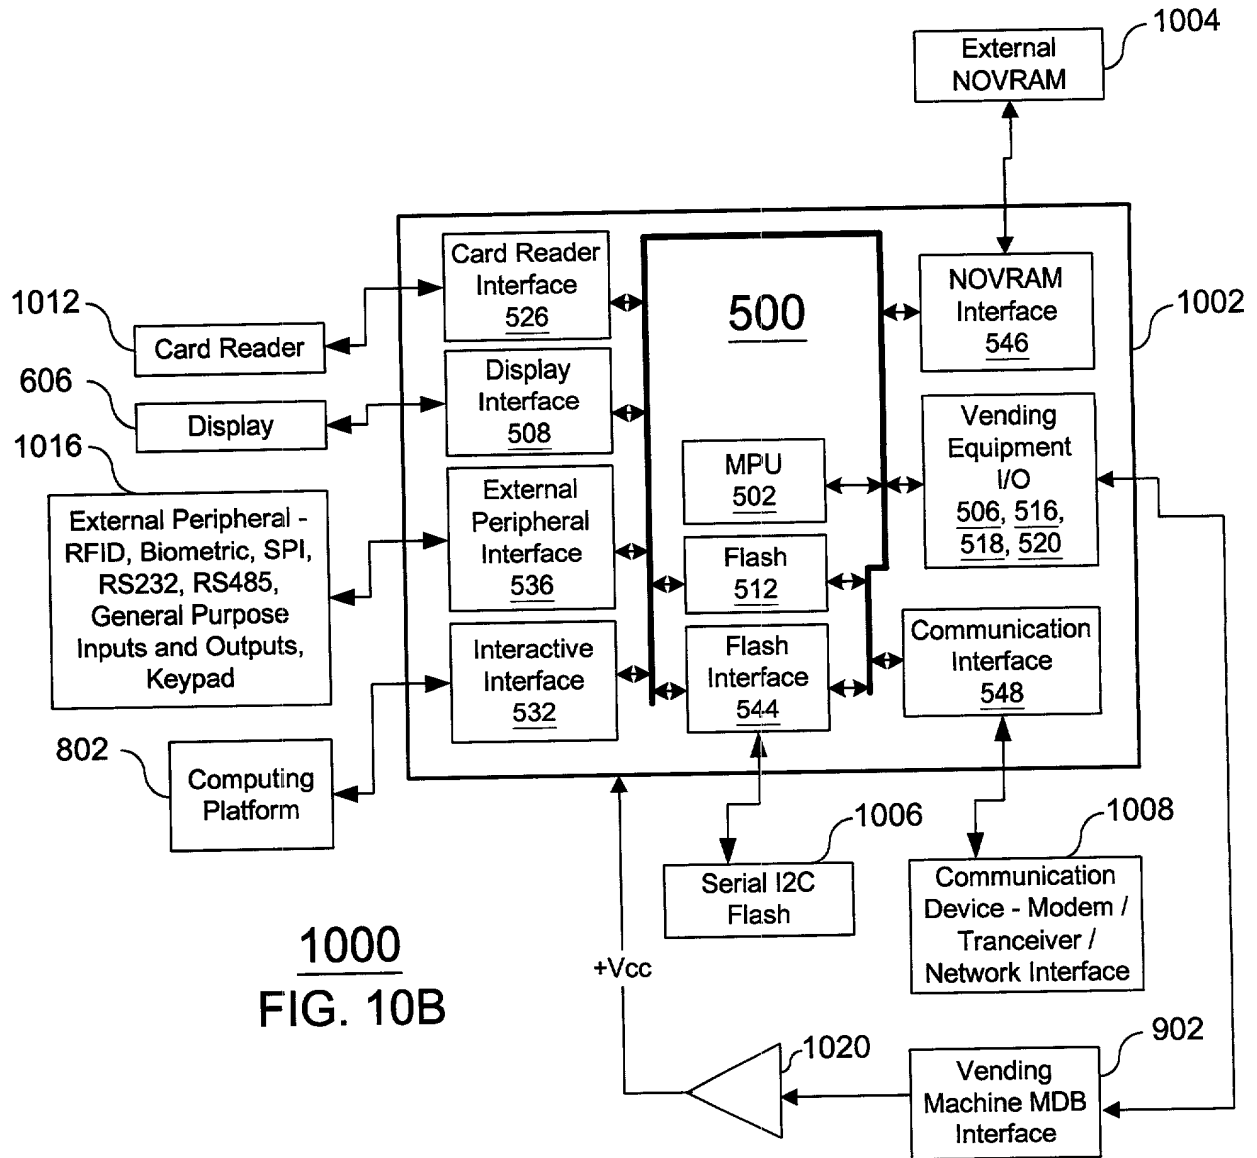 1004
External
NOVRAM
Card Reader
Interface
526
500
NOVRAM
Interface
546
1002
1012
Card Reader
Display
Interface
508
606
Display
Vending
Equipment
I/O
506, 516,
518, 520
MPU
502
1016
External Peripheral -
RFID, Biometric, SPI,
RS232, RS485,
General Purpose
Inputs and Outputs,
Keypad
External
Peripheral
Interface
536
Flash
512
Interactive
Interface
532
Flash
Interface
544
Communication
Interface
548
802
Computing
Platform
1006
Serial I2C
Flash
1008
Communication
Device - Modem /
Tranceiver /
Network Interface
1000
FIG. 10B
+Vcc
1020
902
Vending
Machine MDB
Interface